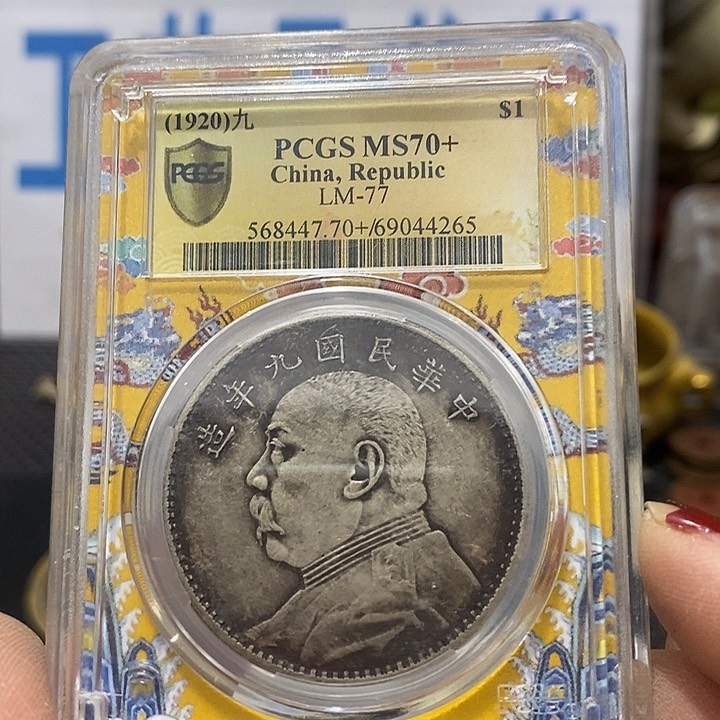 (1920)九 $1
PCGS MS70+
PCGS
China, Republic
LM-77
568447.70+/69044265
造年九國民華中